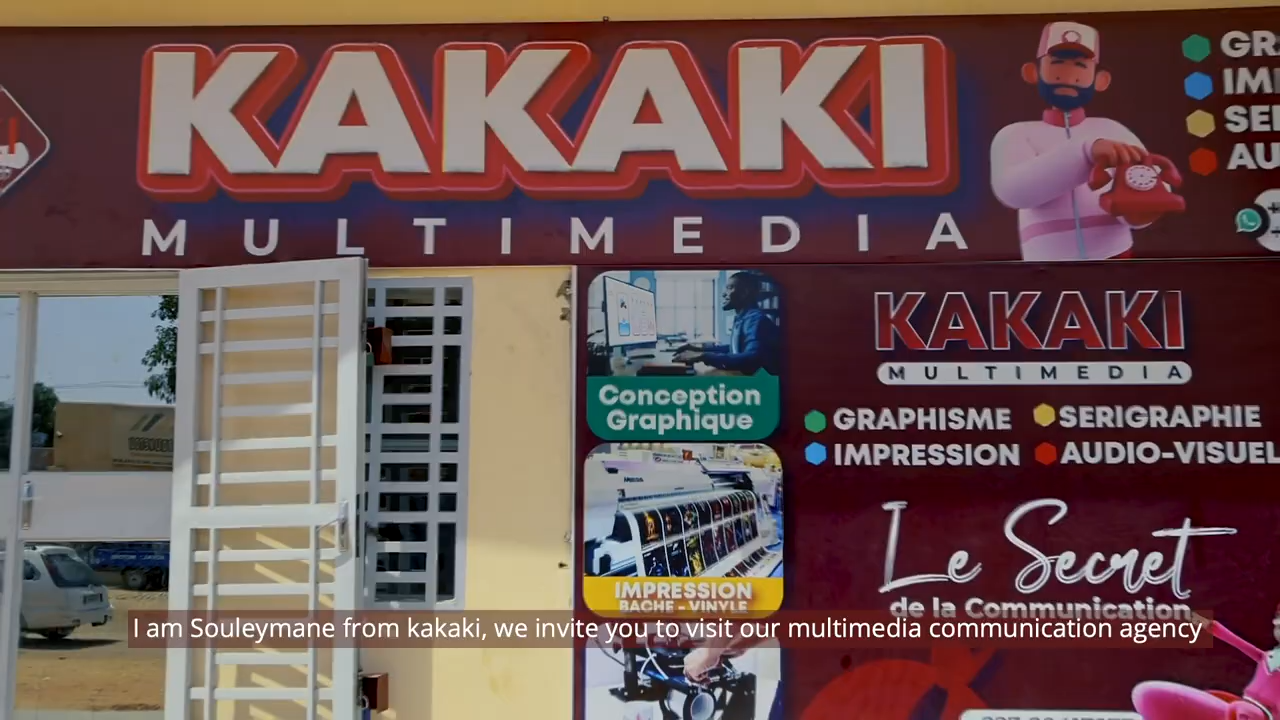 KAKAKI
MULTIMEDIA
KAKAKI
MULTIMEDIA
GRAPHISME
SERIGRAPHIE
IMPRESSION
AUDIO-VISUEL
Conception
Graphique
IMPRESSION
BACHE - VINYLE
Le Secret
de la Communication
I am Souleymane from kakaki, we invite you to visit our multimedia communication agency